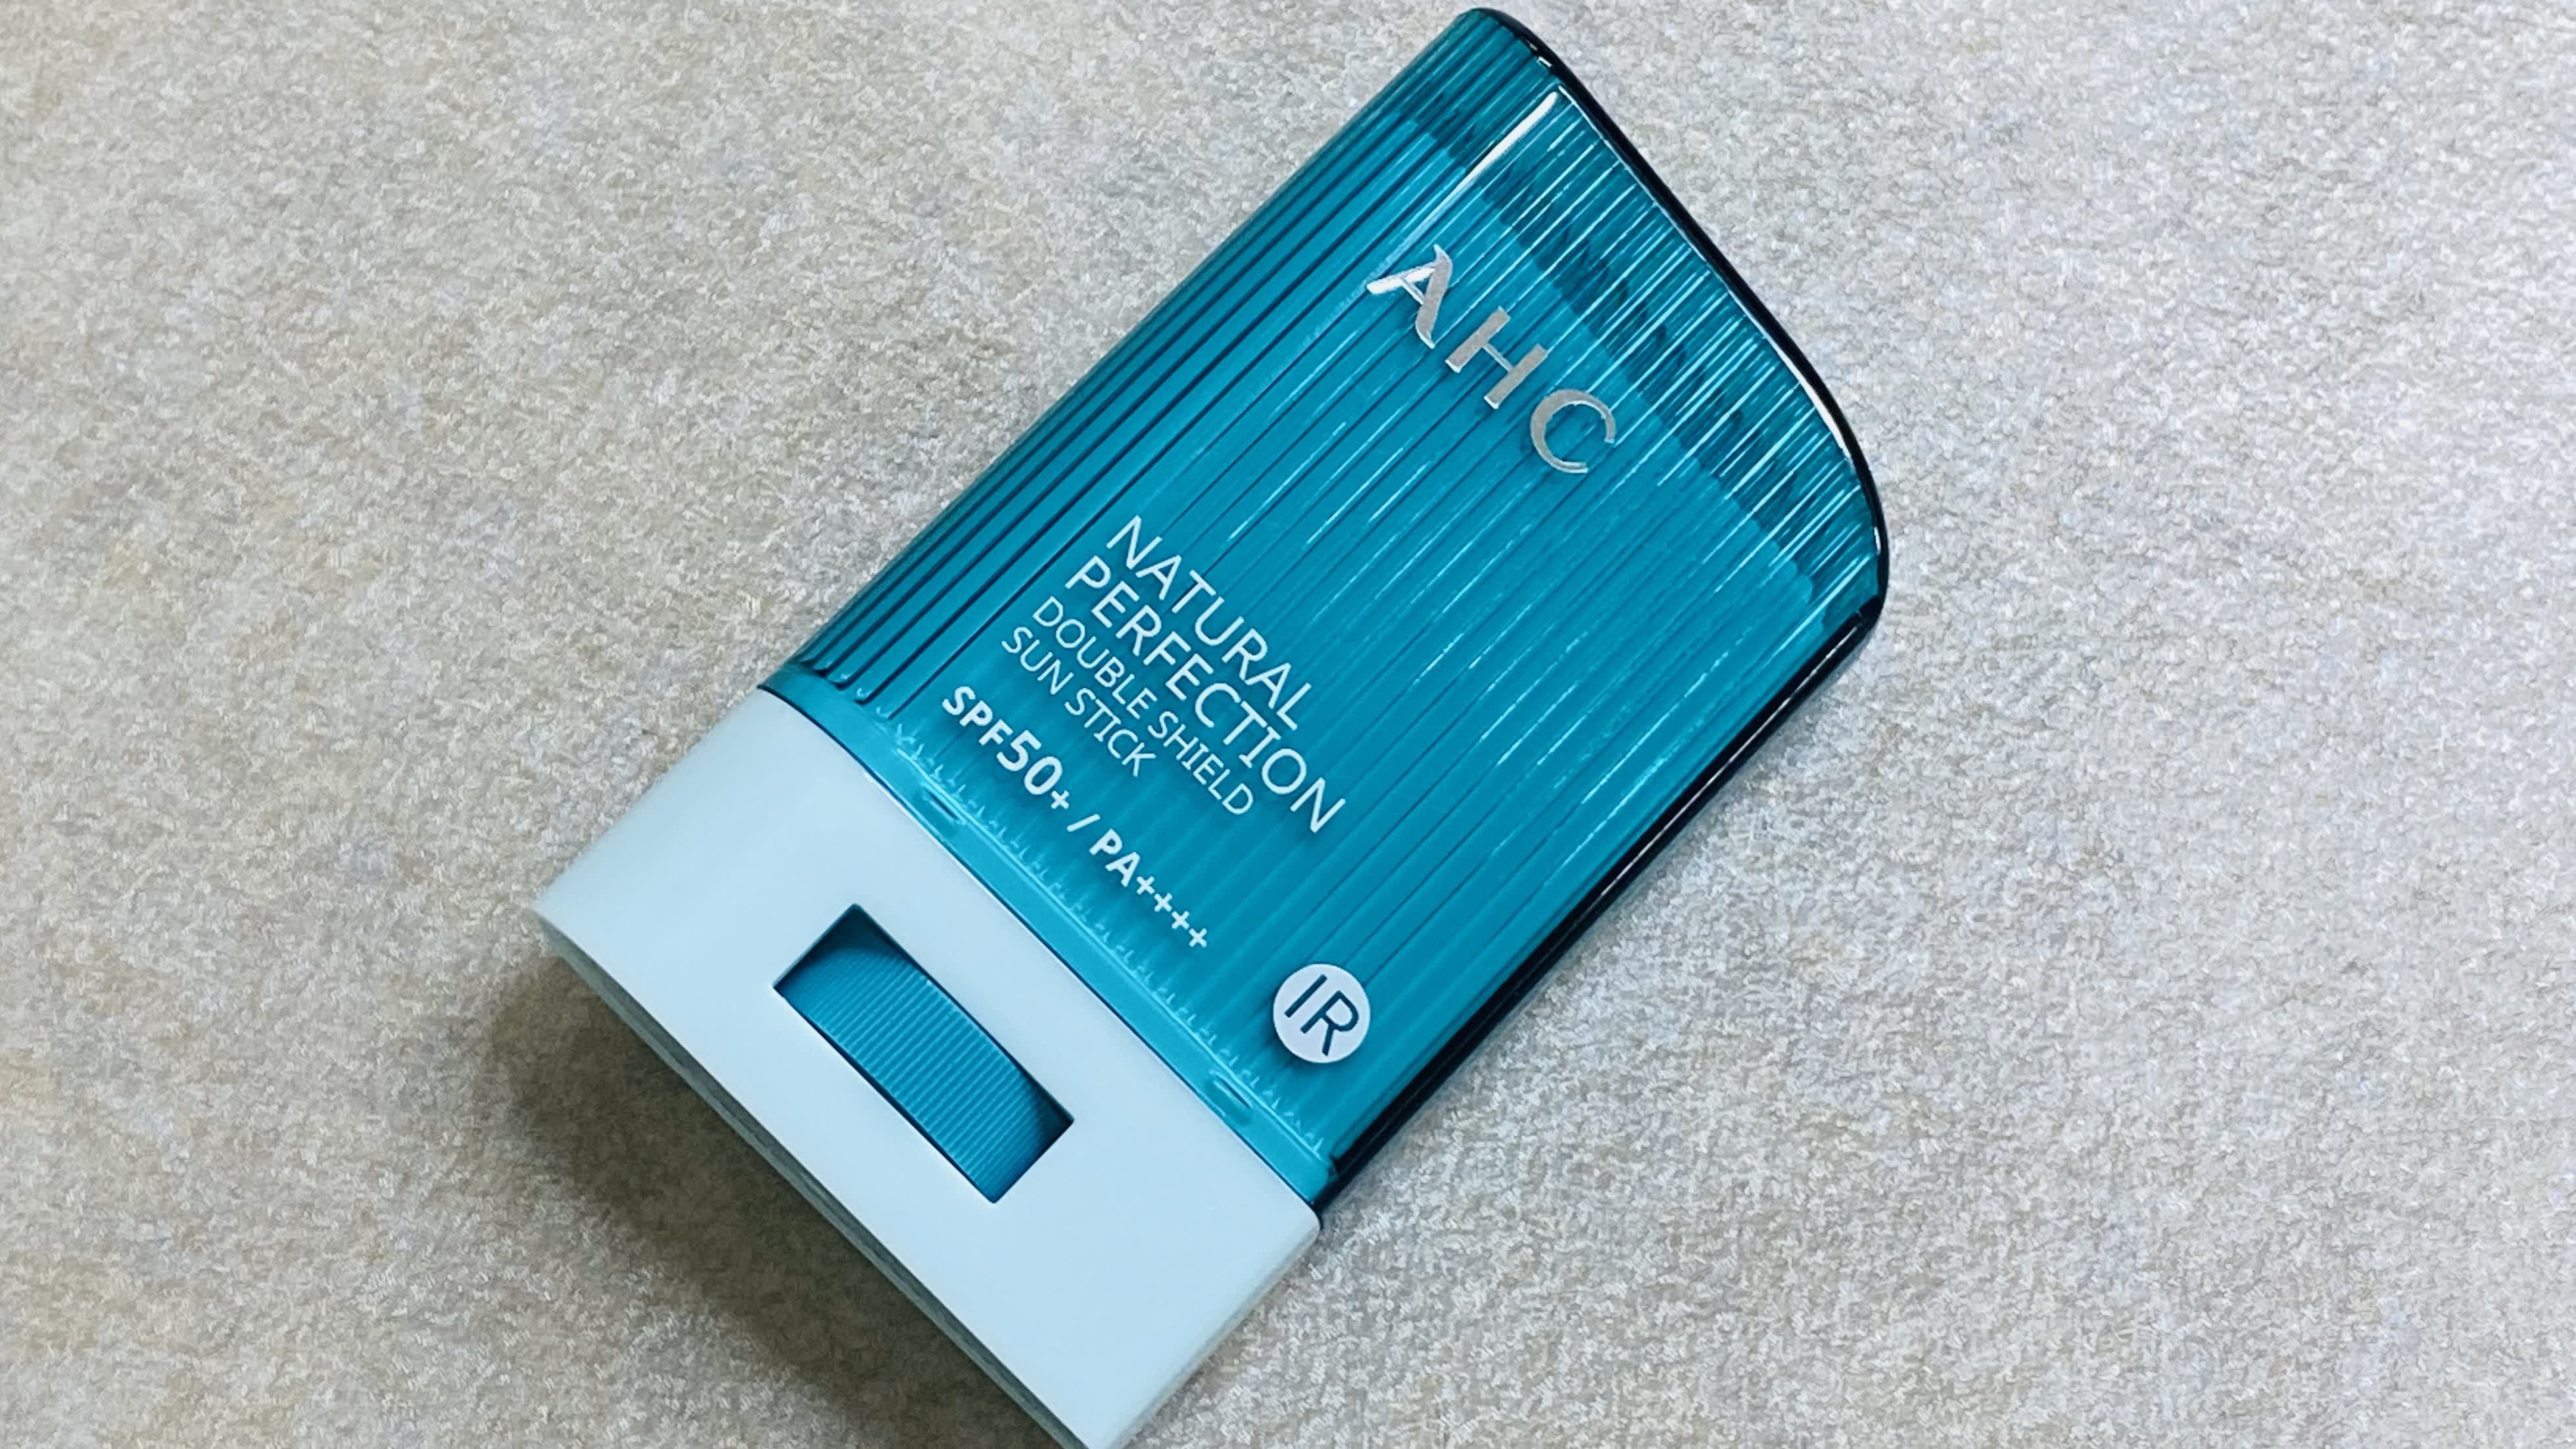 AHC
NATURAL
PERFECTION
DOUBLE SHIELD
SUN STICK
SPF50+ / PA++++
IR